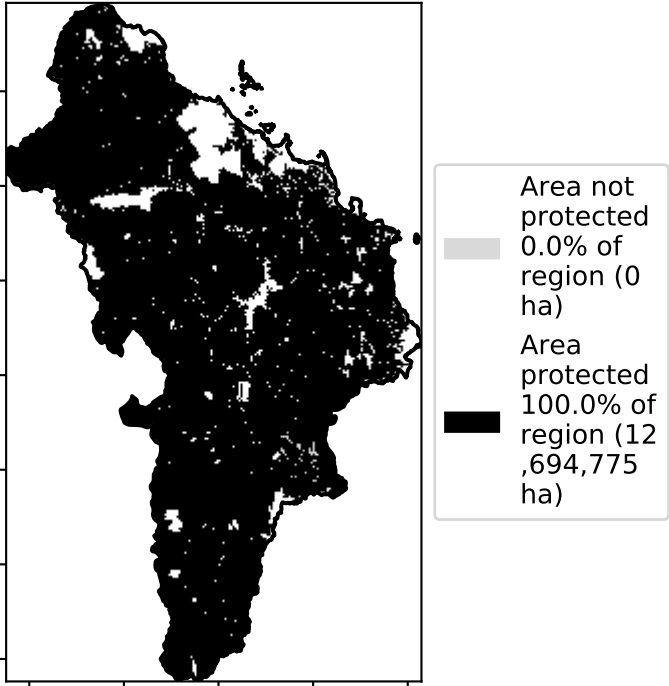 Area not
protected
0.0% of
region (0
ha)
Area
protected
100.0% of
region (12
,694,775
ha)